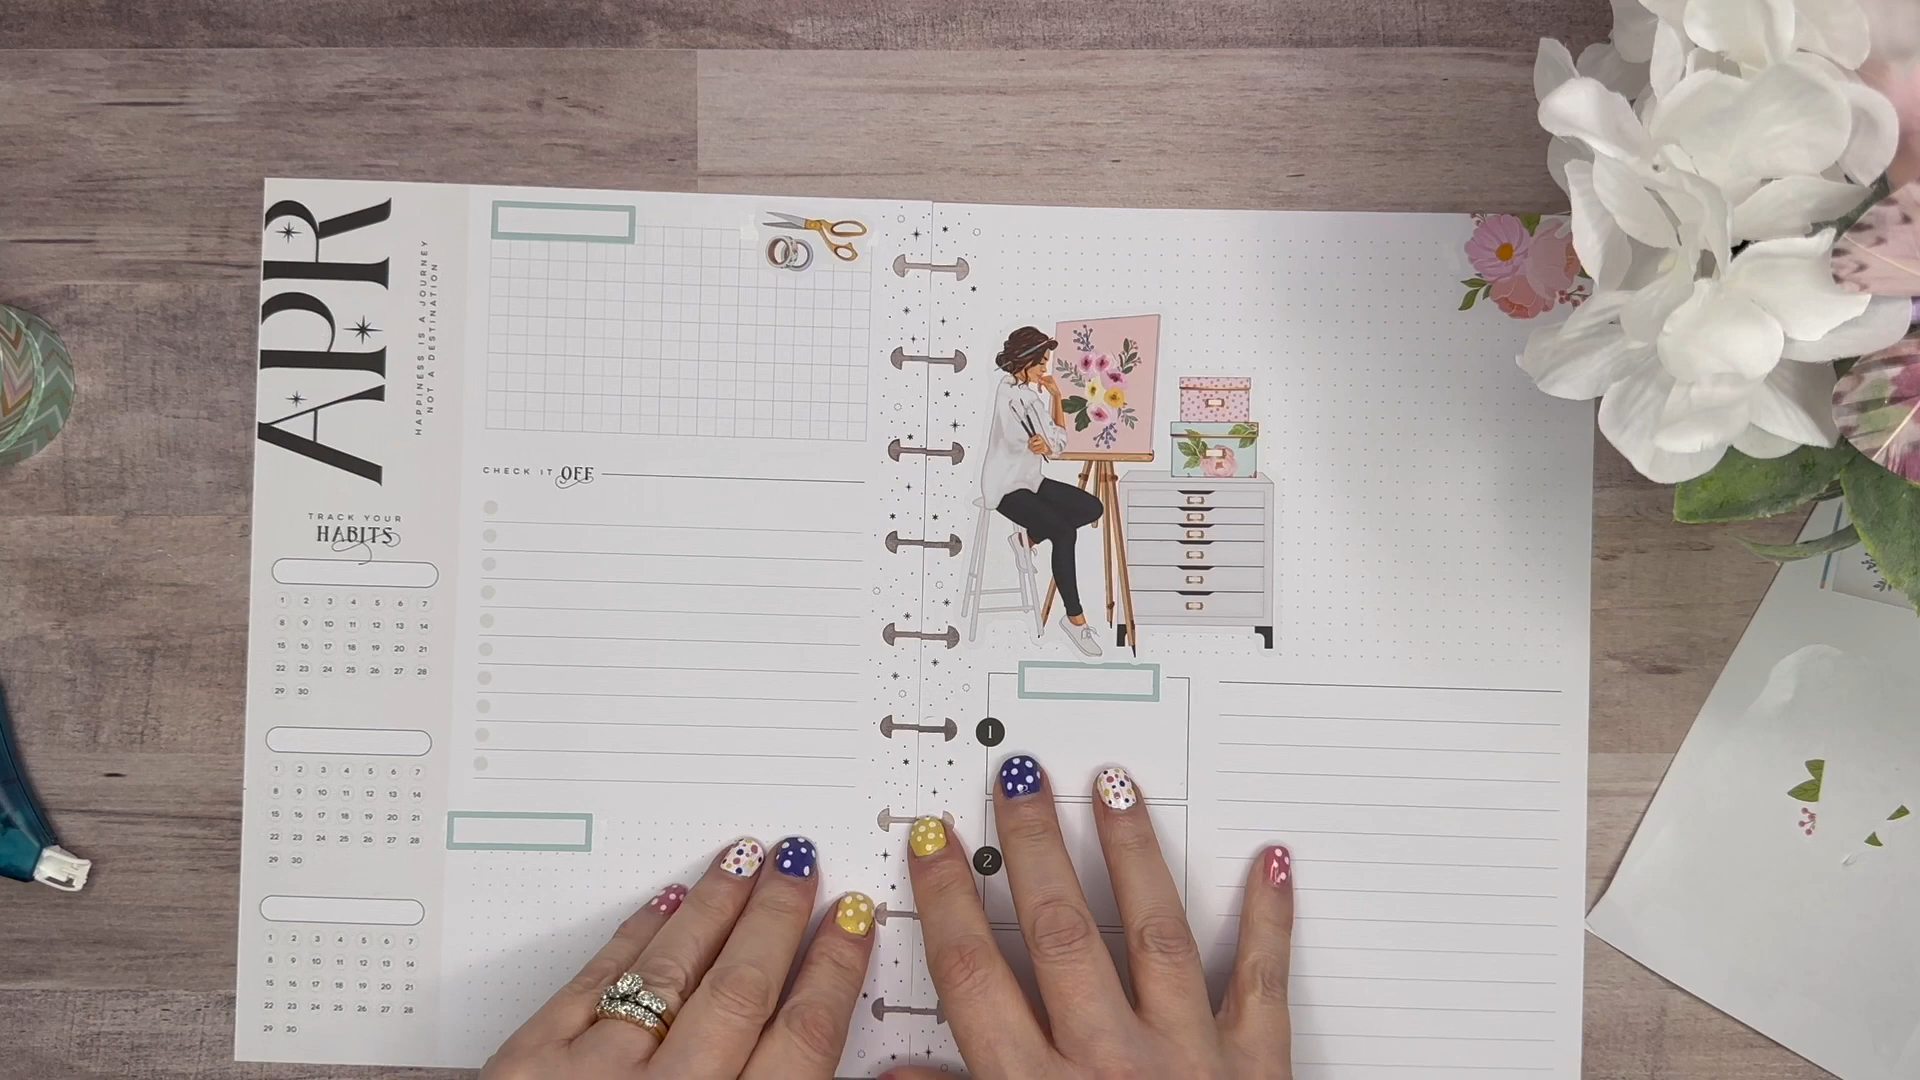 APR
HAPPINESS IS A JOURNEY
NOT A DESTINATION
TRACK YOUR
HABITS
1 2 3 4 5 6 7
8 9 10 11 12 13 14
15 16 17 18 19 20 21
22 23 24 25 26 27 28
29 30
1 2 3 4 5 6 7
8 9 10 11 12 13 14
15 16 17 18 19 20 21
22 23 24 25 26 27 28
29 30
1 2 3 4 5 6 7
8 9 10 11 12 13 14
15 16 17 18 19 20 21
22 23 24 25 26 27 28
29 30
CHECK IT OFF
1
2